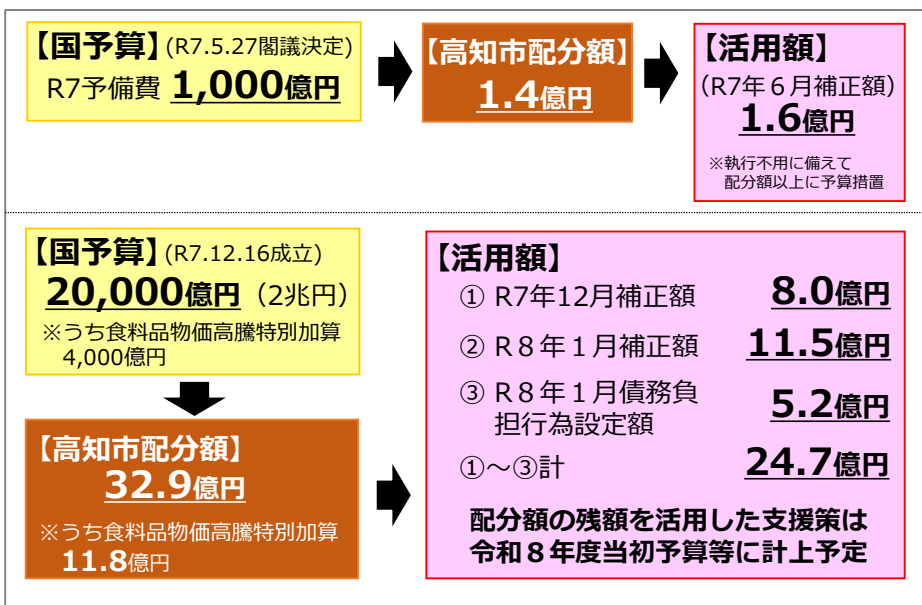 【国予算】(R7.5.27閣議決定)
R7予備費 1,000億円
【高知市配分額】
1.4億円
【活用額】
(R7年６月補正額)
1.6億円
※執行不用に備えて
配分額以上に予算措置
【国予算】(R7.12.16成立)
20,000億円（2兆円）
※うち食料品物価高騰特別加算
4,000億円
【高知市配分額】
32.9億円
※うち食料品物価高騰特別加算
11.8億円
【活用額】
① R7年12月補正額 8.0億円
② R８年１月補正額 11.5億円
③ R８年１月債務負
担行為設定額 5.2億円
①～③計 24.7億円
配分額の残額を活用した支援策は
令和８年度当初予算等に計上予定